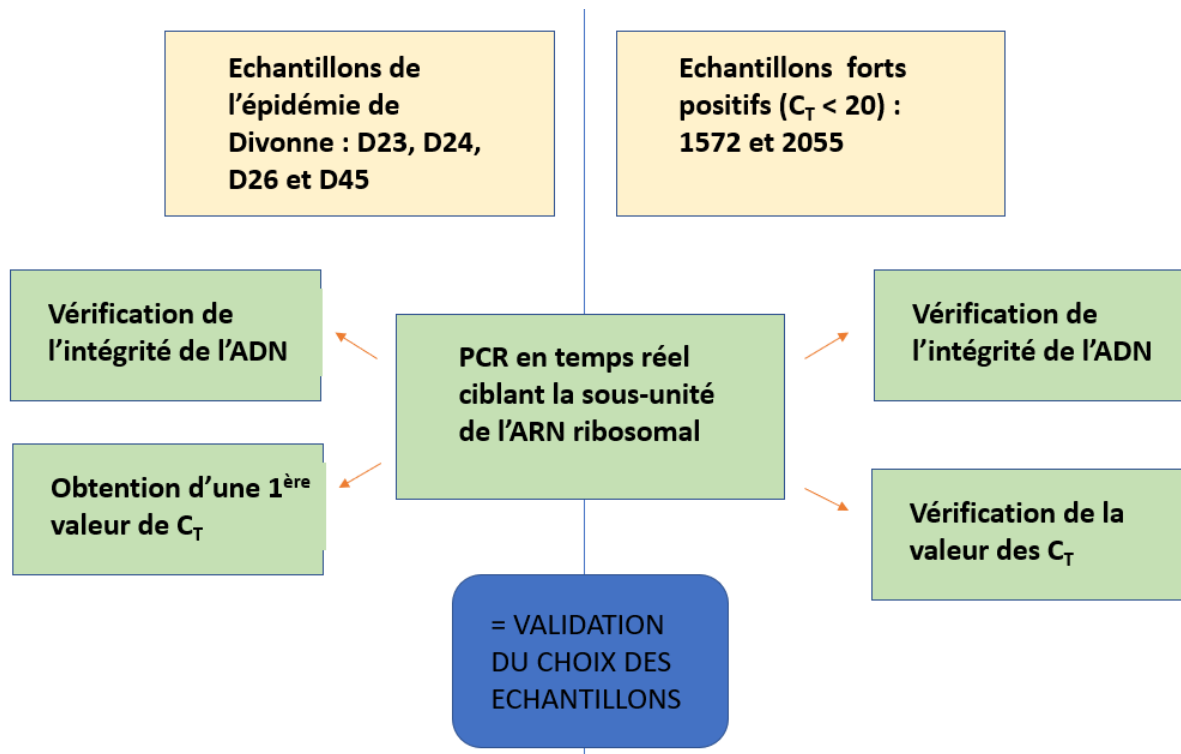 Echantillons de
l'épidémie de
Divonne : D23, D24,
D26 et D45
Echantillons forts
positifs (CT < 20) :
1572 et 2055
Vérification de
l'intégrité de l'ADN
PCR en temps réel
ciblant la sous-unité
de l'ARN ribosomal
Vérification de
l'intégrité de l'ADN
Obtention d'une 1ère
valeur de CT
Vérification de la
valeur des CT
= VALIDATION
DU CHOIX DES
ECHANTILLONS